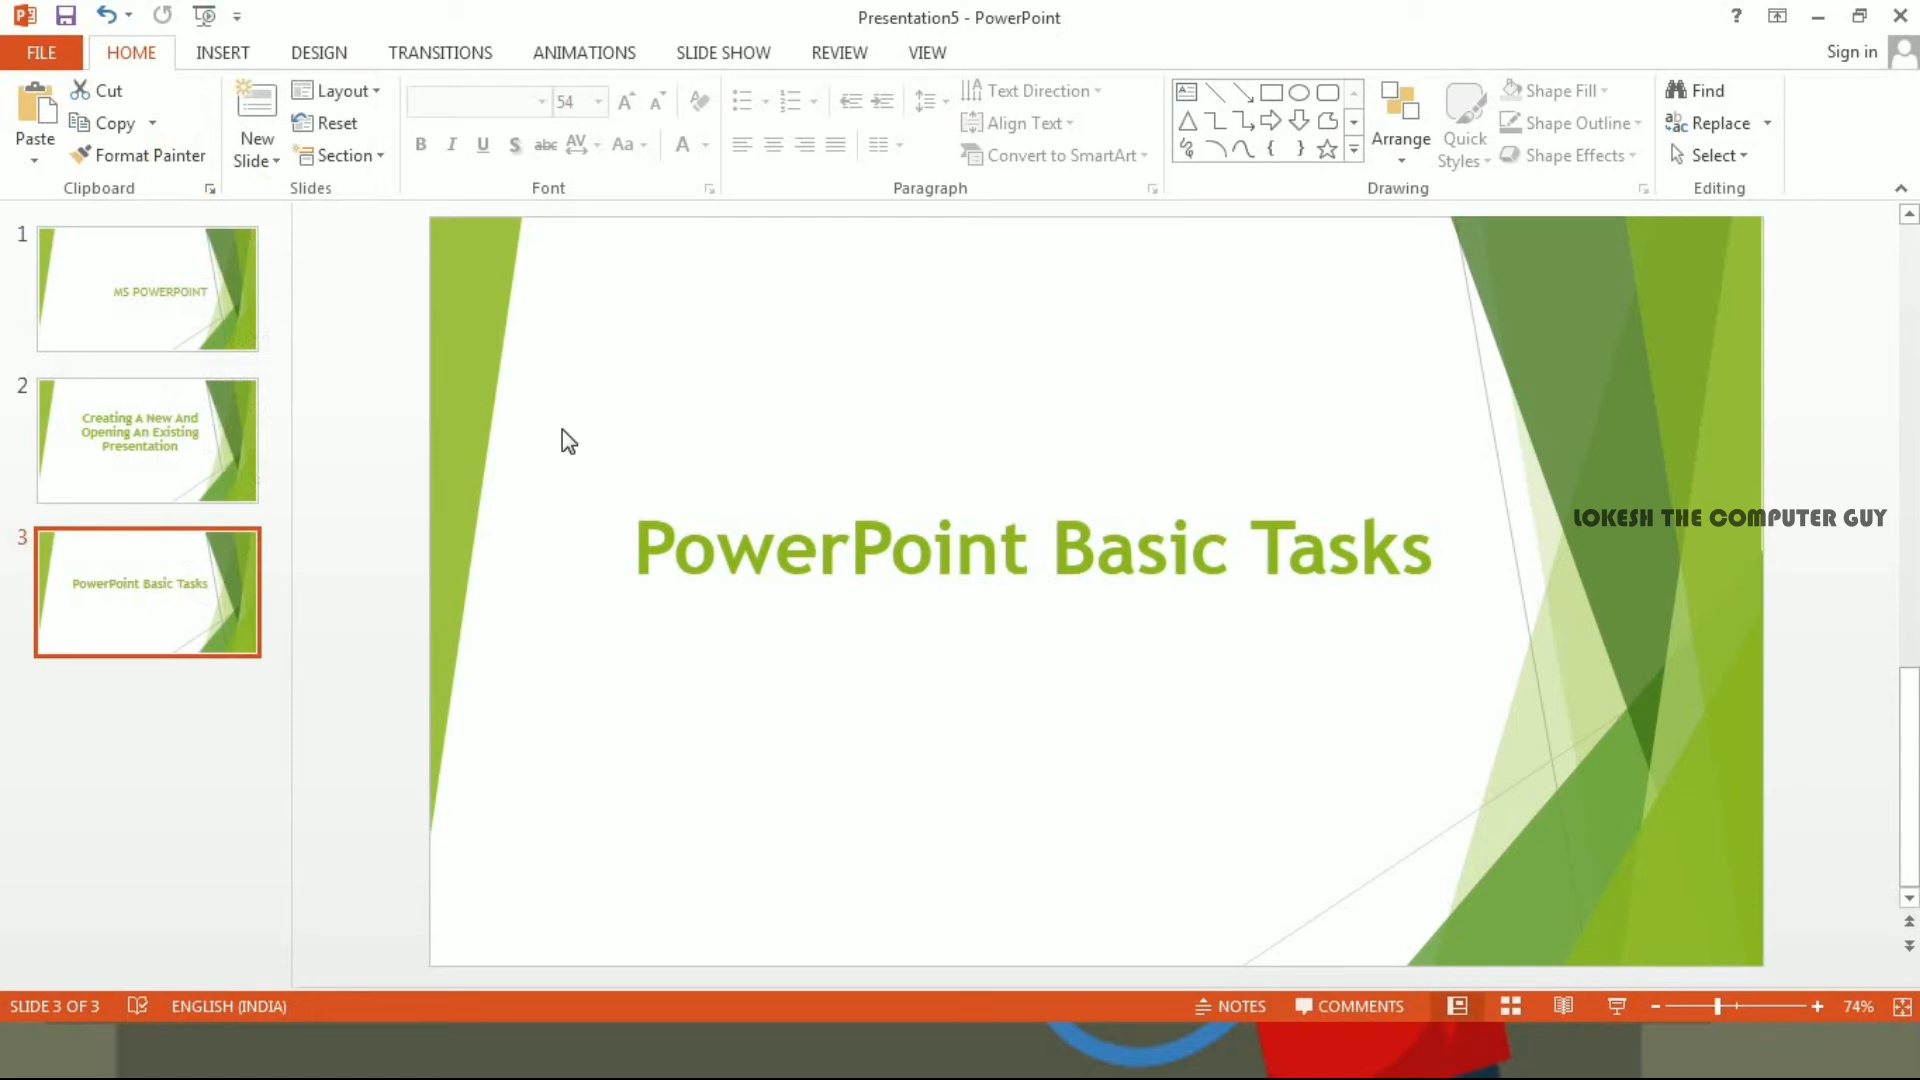 Presentation5 - PowerPoint
FILE HOME INSERT DESIGN TRANSITIONS ANIMATIONS SLIDE SHOW REVIEW VIEW Sign in
Paste
Cut
Copy
Format Painter
Clipboard
New Slide
Layout
Reset
Section
Slides
54
B I U S abc AV Aa A
Font
Text Direction
Align Text
Convert to SmartArt
Paragraph
Arrange
Quick Styles
Shape Fill
Shape Outline
Shape Effects
Drawing
Find
Replace
Select
Editing
1
MS POWERPOINT
2
Creating A New And
Opening An Existing
Presentation
3
PowerPoint Basic Tasks
PowerPoint Basic Tasks
LOKESH THE COMPUTER GUY
SLIDE 3 OF 3 ENGLISH (INDIA) NOTES COMMENTS 74%